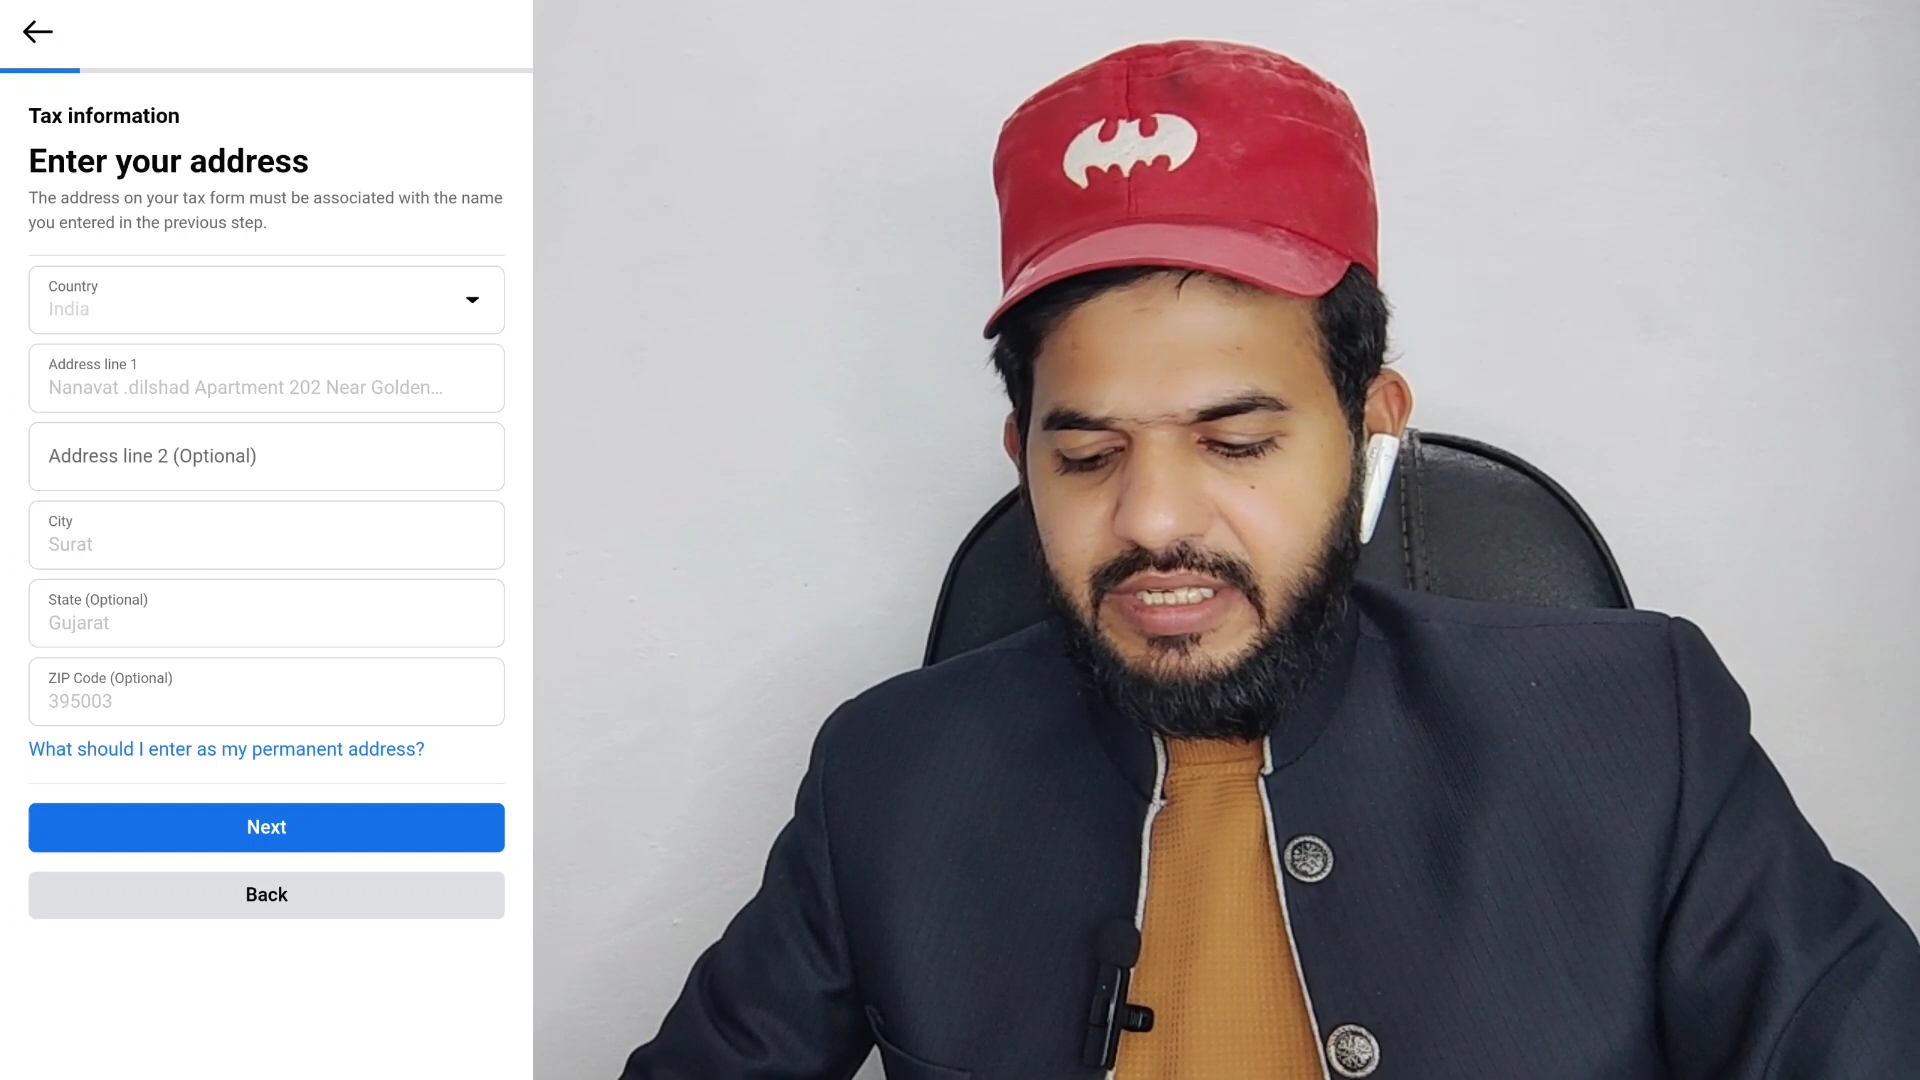 Tax information
Enter your address
The address on your tax form must be associated with the name
you entered in the previous step.
Country
India
Address line 1
Nanavat .dilshad Apartment 202 Near Golden...
Address line 2 (Optional)
City
Surat
State (Optional)
Gujarat
ZIP Code (Optional)
395003
What should I enter as my permanent address?
Next
Back